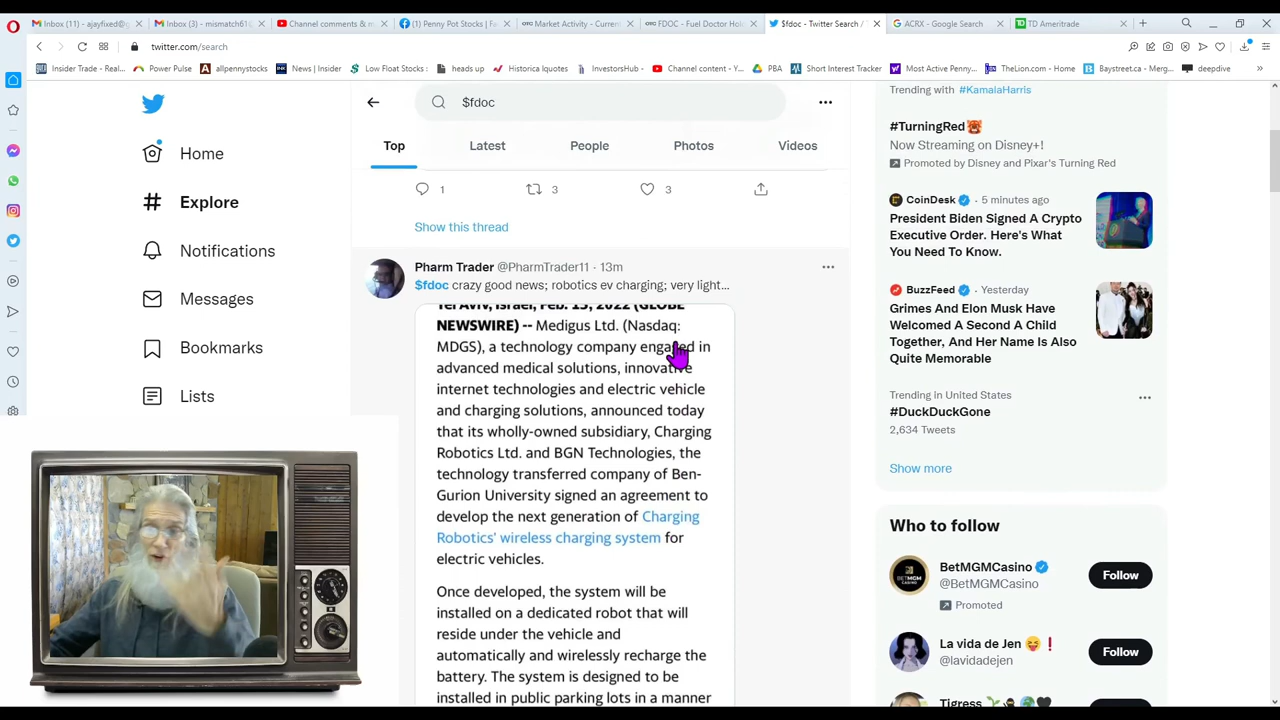 Inbox (11) - ajayfixed@
Inbox (3) - mismatch61@
Channel comments & m
(1) Penny Pot Stocks | Fa
OTC Market Activity - Curren
FDOC - Fuel Doctor Hol
$fdoc - Twitter Search /
ACRX - Google Search
TD Ameritrade
twitter.com/search
Insider Trade - Real...
Power Pulse
allpennystocks
News | Insider
Low Float Stocks :
heads up
Historica Iquotes
InvestorsHub -
Channel content - Y...
PBA
Short Interest Tracker
Most Active Penny...
TheLion.com - Home
Baystreet.ca - Merg...
deepdive
Home
Explore
Notifications
Messages
Bookmarks
Lists
$fdoc
Top
Latest
People
Photos
Videos
1
3
3
Show this thread
Pharm Trader @PharmTrader11 · 13m
$fdoc crazy good news; robotics ev charging; very light...
Tel Aviv, Israel, Feb. 15, 2022 (GLOBE
NEWSWIRE) -- Medigus Ltd. (Nasdaq:
MDGS), a technology company engaged in
advanced medical solutions, innovative
internet technologies and electric vehicle
and charging solutions, announced today
that its wholly-owned subsidiary, Charging
Robotics Ltd. and BGN Technologies, the
technology transferred company of Ben-
Gurion University signed an agreement to
develop the next generation of Charging
Robotics' wireless charging system for
electric vehicles.
Once developed, the system will be
installed on a dedicated robot that will
reside under the vehicle and
automatically and wirelessly recharge the
battery. The system is designed to be
installed in public parking lots in a manner
Trending with #KamalaHarris
#TurningRed
Now Streaming on Disney+!
Promoted by Disney and Pixar's Turning Red
CoinDesk · 5 minutes ago
President Biden Signed A Crypto
Executive Order. Here's What
You Need To Know.
BuzzFeed · Yesterday
Grimes And Elon Musk Have
Welcomed A Second A Child
Together, And Her Name Is Also
Quite Memorable
Trending in United States
#DuckDuckGone
2,634 Tweets
Show more
Who to follow
BetMGMCasino
@BetMGMCasino
Promoted
Follow
La vida de Jen
@lavidadejen
Follow
Tigress